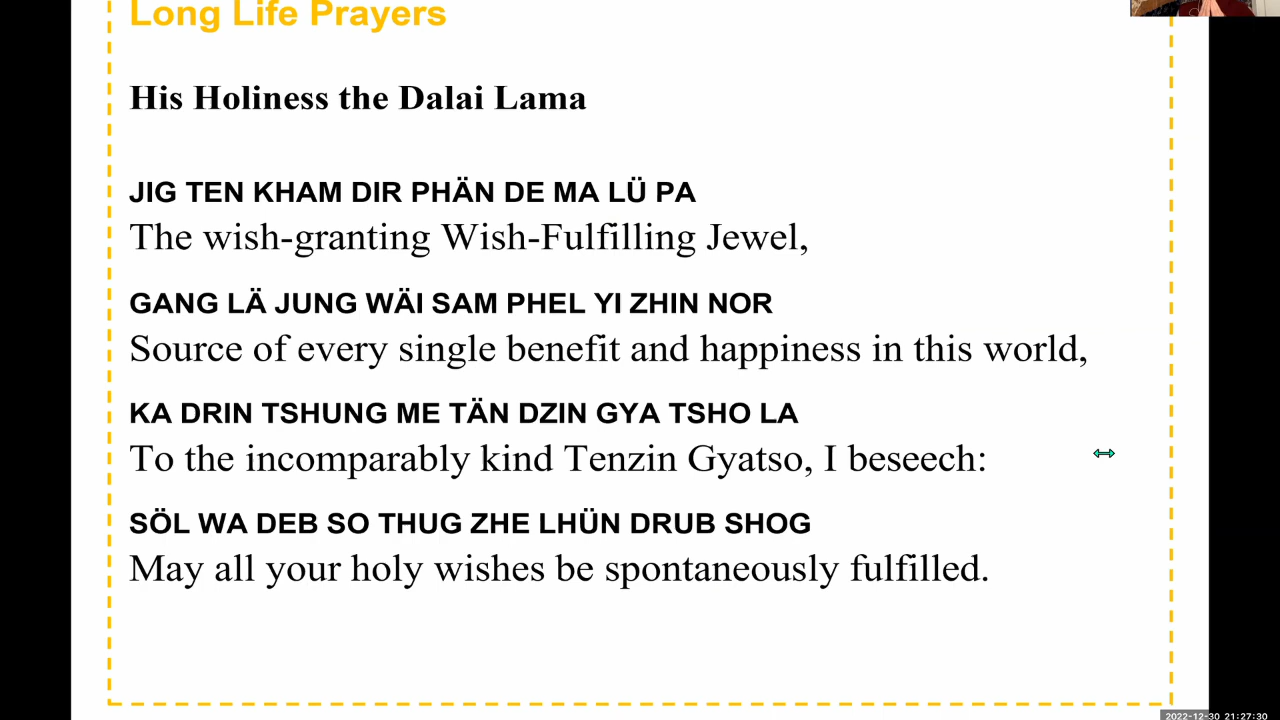 Long Life Prayers
His Holiness the Dalai Lama
JIG TEN KHAM DIR PHÄN DE MA LÜ PA
The wish-granting Wish-Fulfilling Jewel,
GANG LÄ JUNG WÄI SAM PHEL YI ZHIN NOR
Source of every single benefit and happiness in this world,
KA DRIN TSHUNG ME TÄN DZIN GYA TSHO LA
To the incomparably kind Tenzin Gyatso, I beseech:
SÖL WA DEB SO THUG ZHE LHÜN DRUB SHOG
May all your holy wishes be spontaneously fulfilled.
2022-12-30 21:27:30